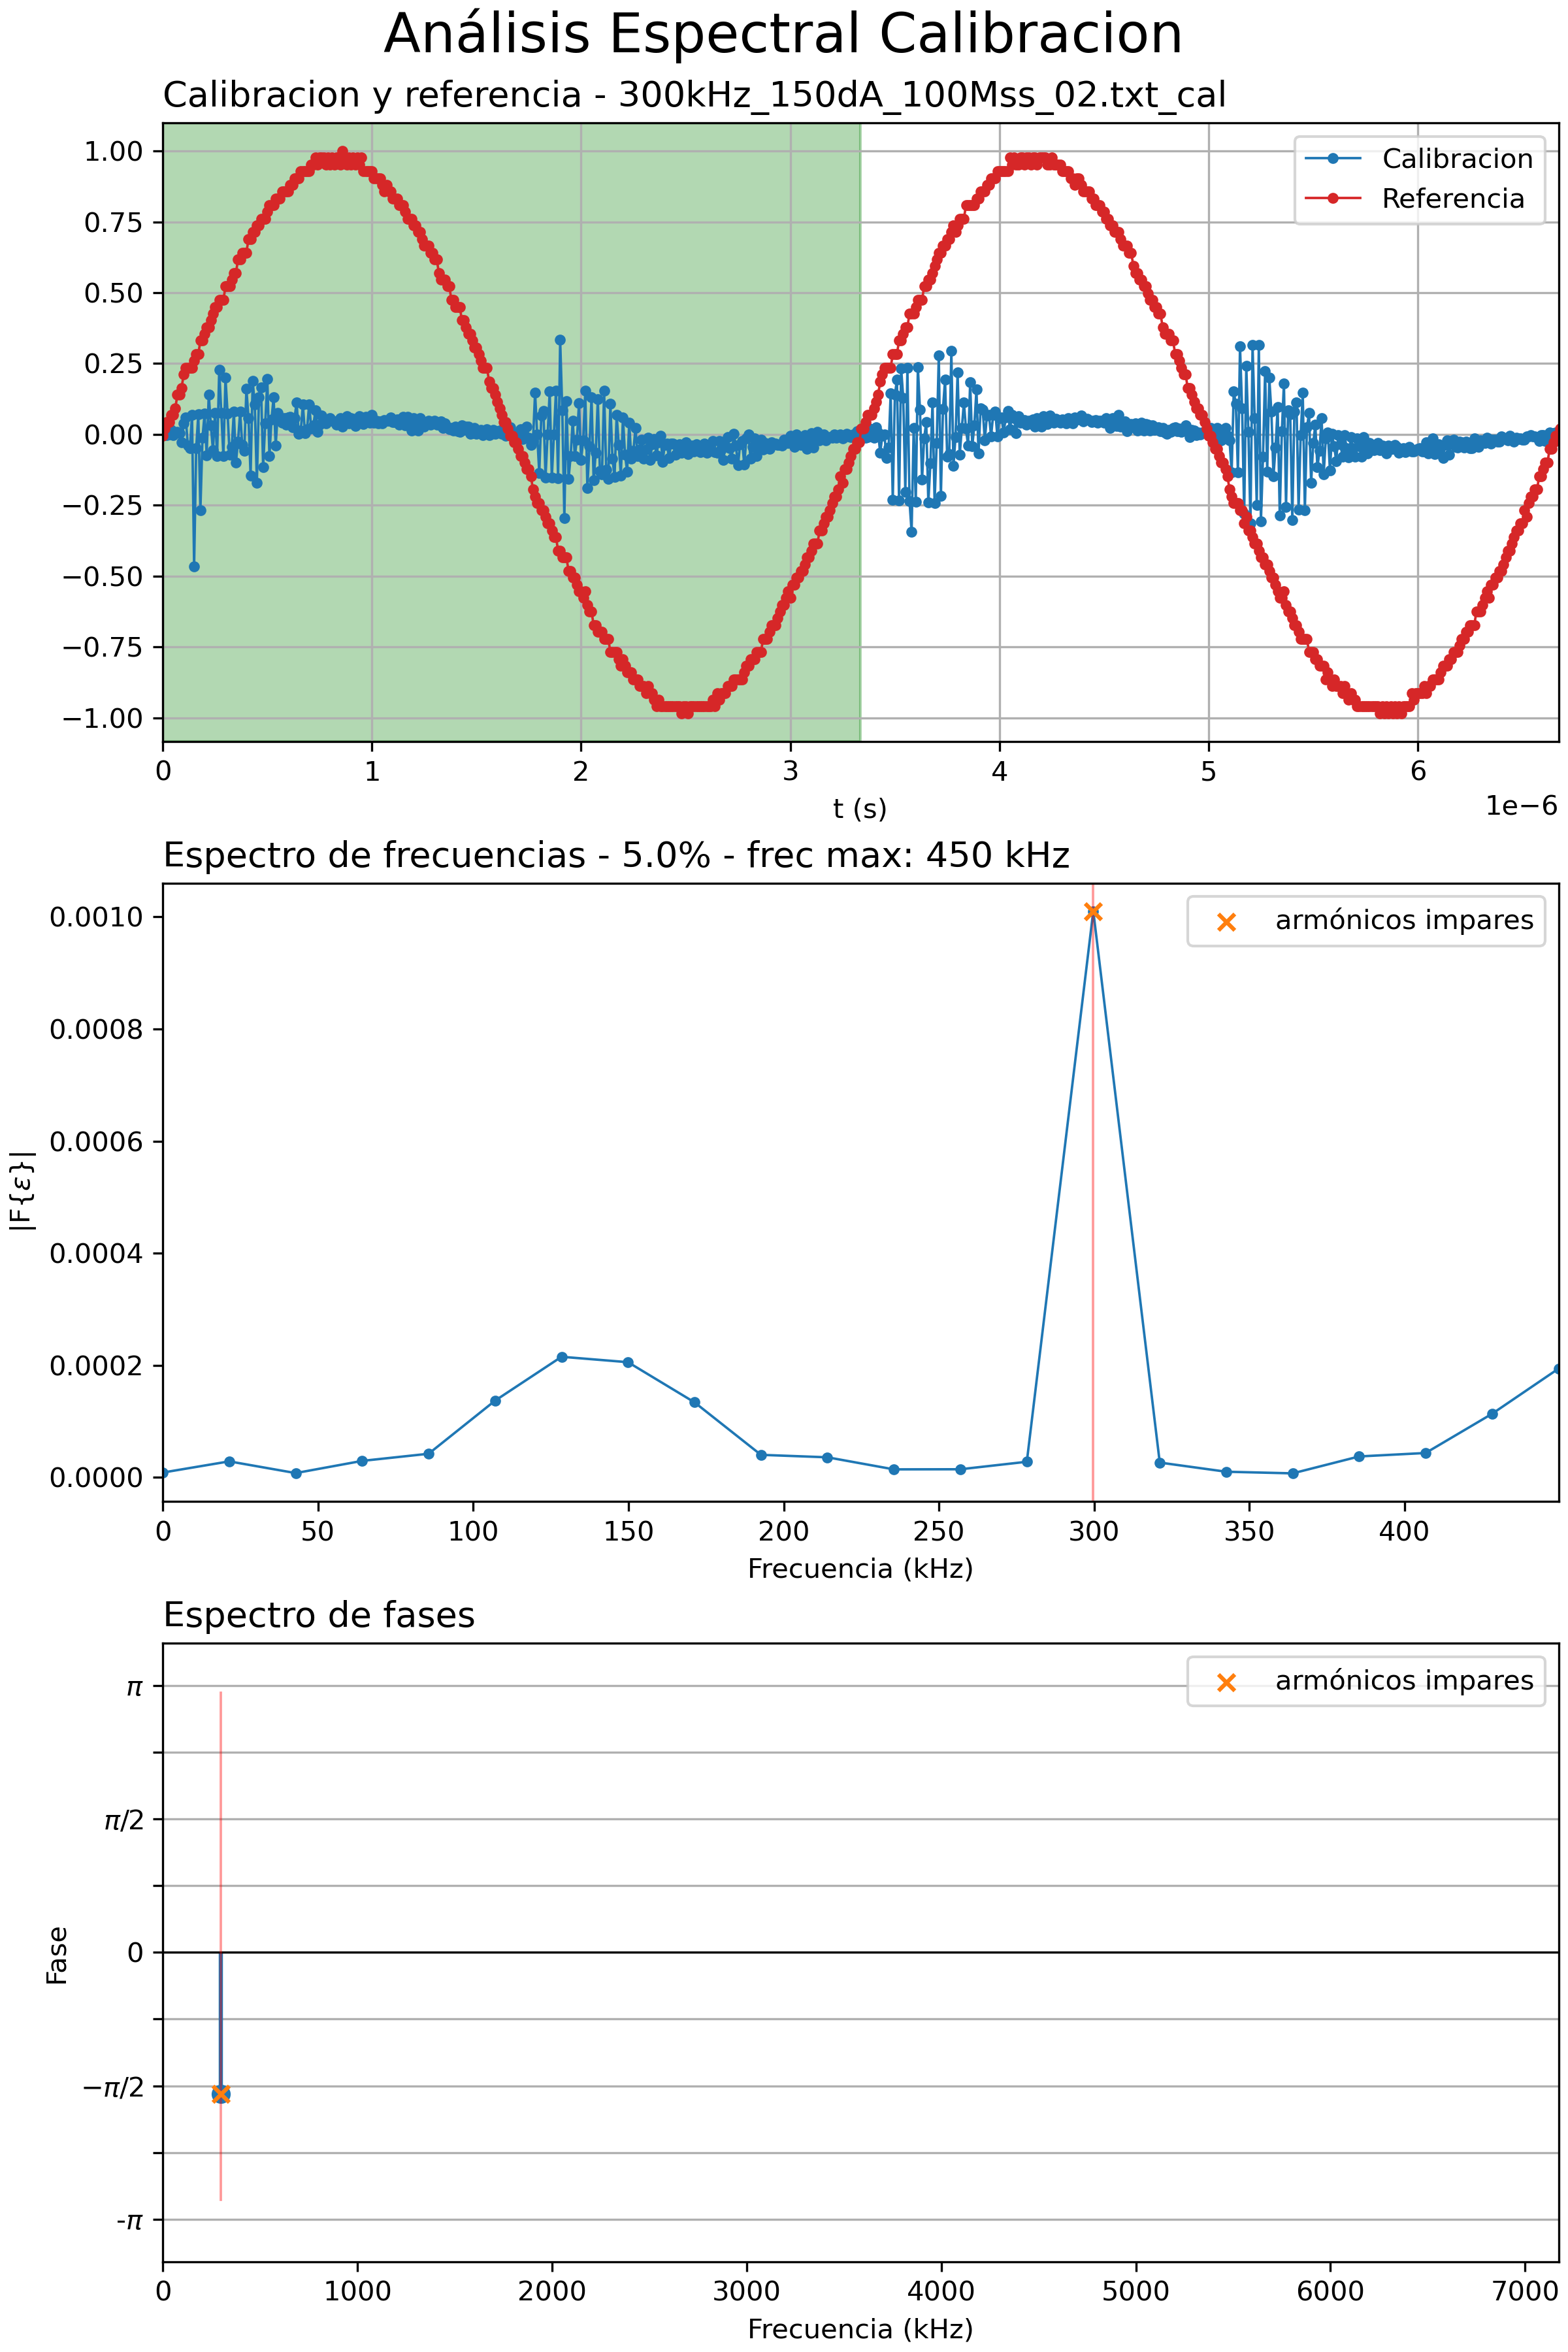 Análisis Espectral Calibracion
Calibracion y referencia - 300kHz_150dA_100Mss_02.txt_cal
1.00
0.75
0.50
0.25
0.00
−0.25
−0.50
−0.75
−1.00
Calibracion
Referencia
0 1 2 3 4 5 6
1e−6
t (s)
Espectro de frecuencias - 5.0% - frec max: 450 kHz
0.0010
0.0008
0.0006
0.0004
0.0002
0.0000
|F{ε}|
armónicos impares
0 50 100 150 200 250 300 350 400
Frecuencia (kHz)
Espectro de fases
π
π/2
0
−π/2
-π
Fase
armónicos impares
0 1000 2000 3000 4000 5000 6000 7000
Frecuencia (kHz)